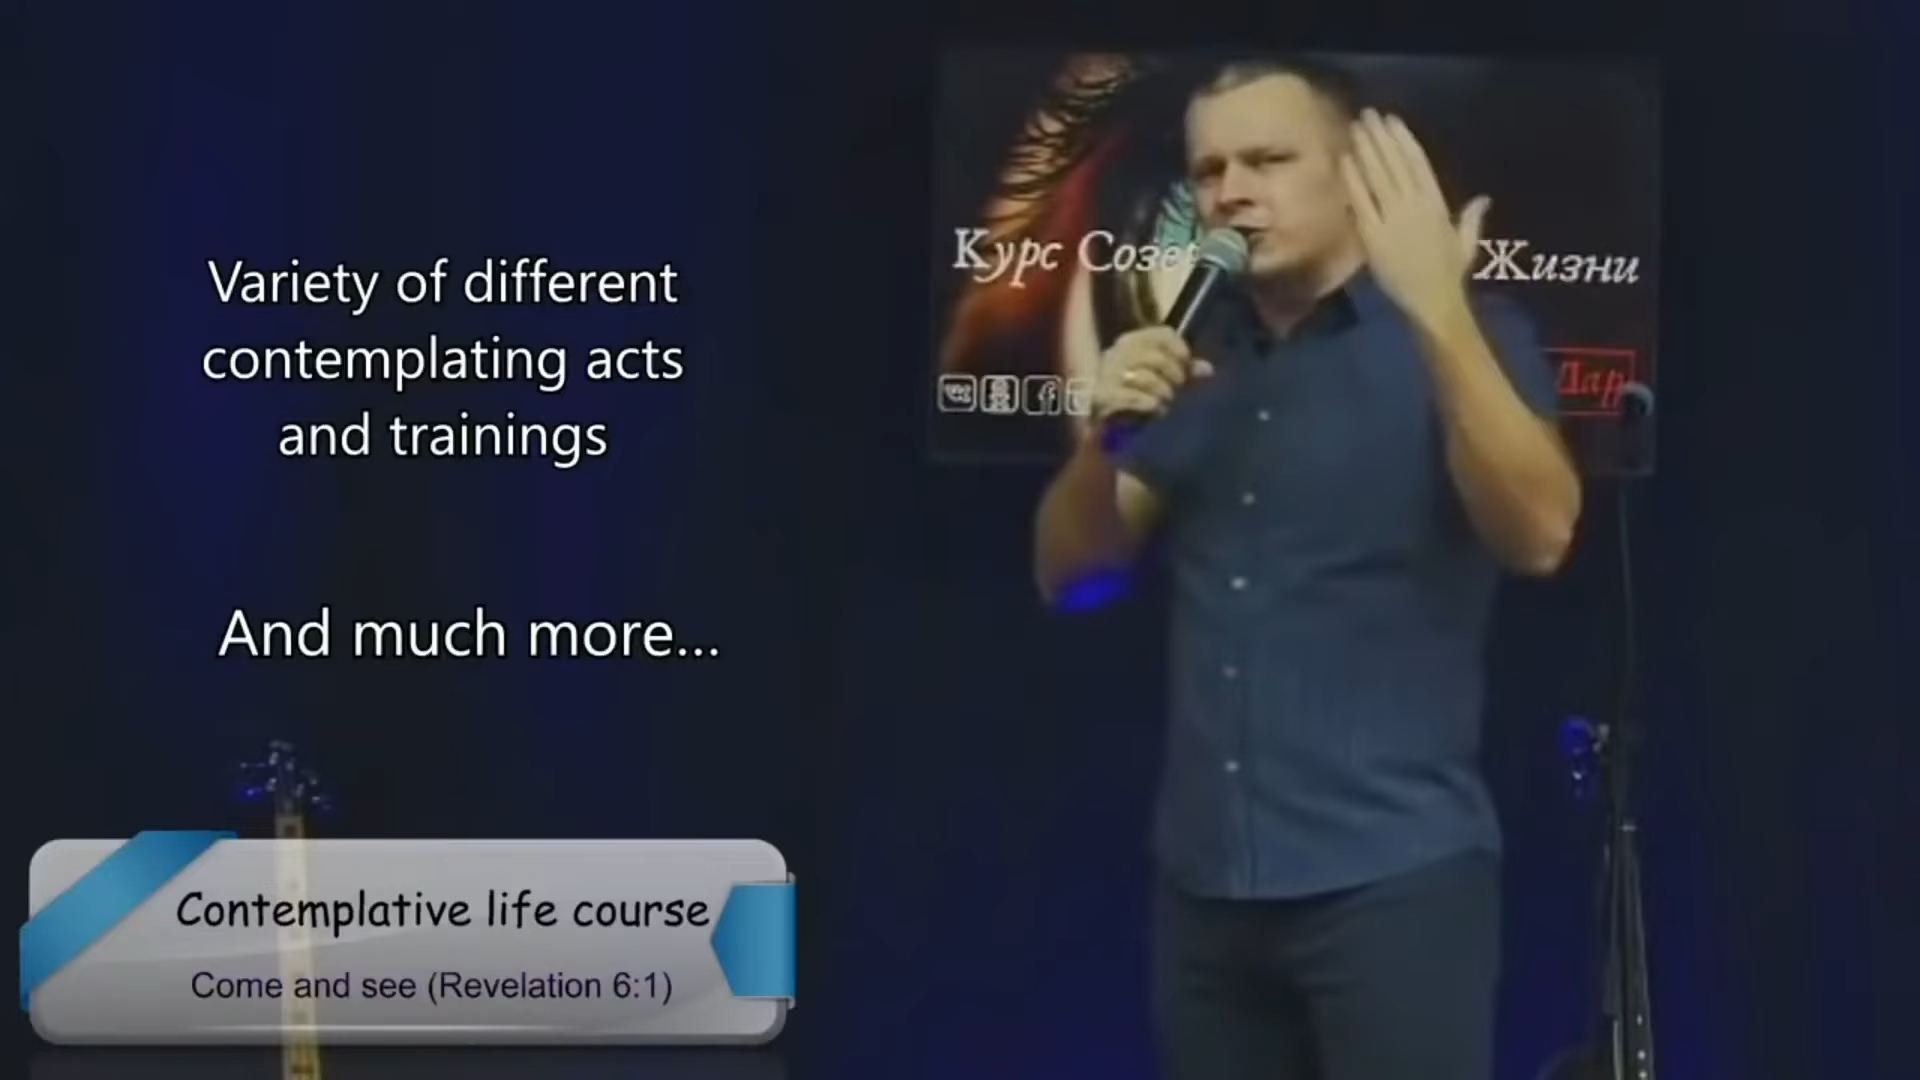 Variety of different
contemplating acts
and trainings
And much more...
Курс Жизни
Дар
Contemplative life course
Come and see (Revelation 6:1)